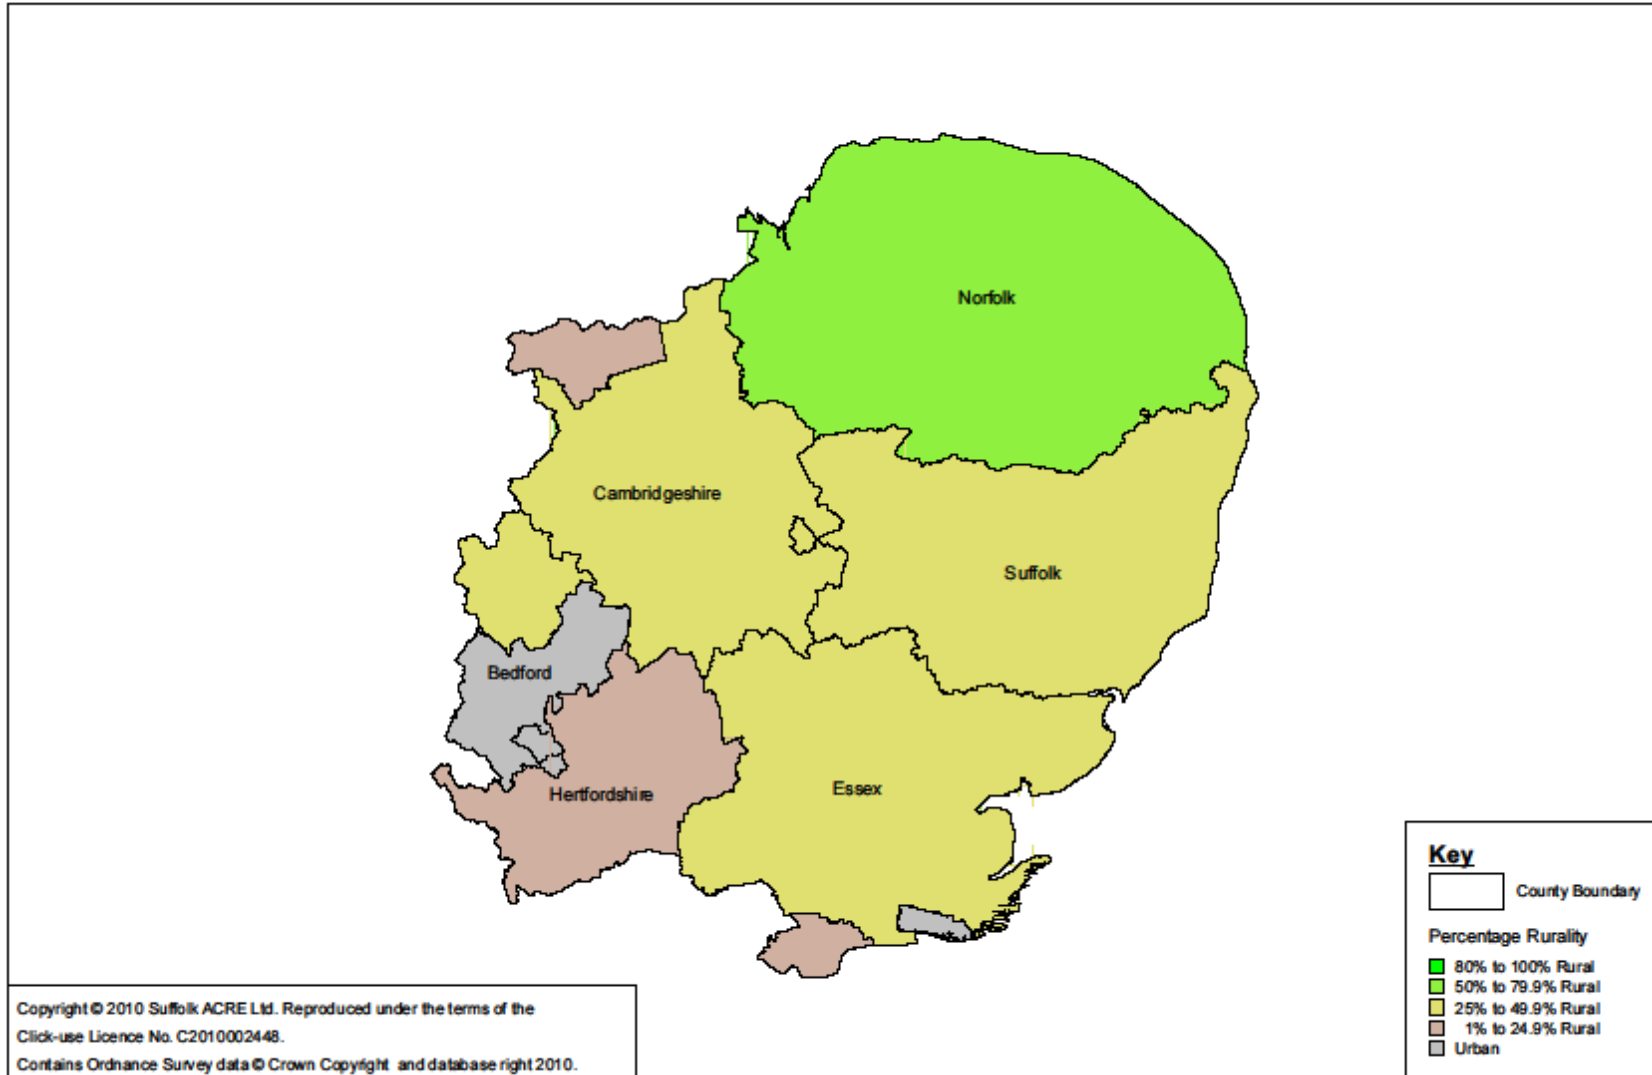 Norfolk
Cambridgeshire
Suffolk
Bedford
Essex
Hertfordshire
Key
County Boundary
Percentage Rurality
80% to 100% Rural
50% to 79.9% Rural
25% to 49.9% Rural
1% to 24.9% Rural
Urban
Copyright © 2010 Suffolk ACRE Ltd. Reproduced under the terms of the
Click-use Licence No. C2010002448.
Contains Ordnance Survey data © Crown Copyright and database right 2010.